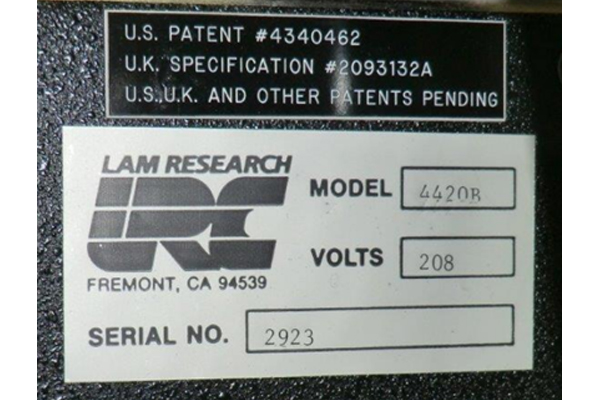 U.S. PATENT #4340462
U.K. SPECIFICATION #2093132A
U.S.,U.K. AND OTHER PATENTS PENDING
LAM RESEARCH
LRC
FREMONT, CA 94539
MODEL 4420B
VOLTS 208
SERIAL NO. 2923